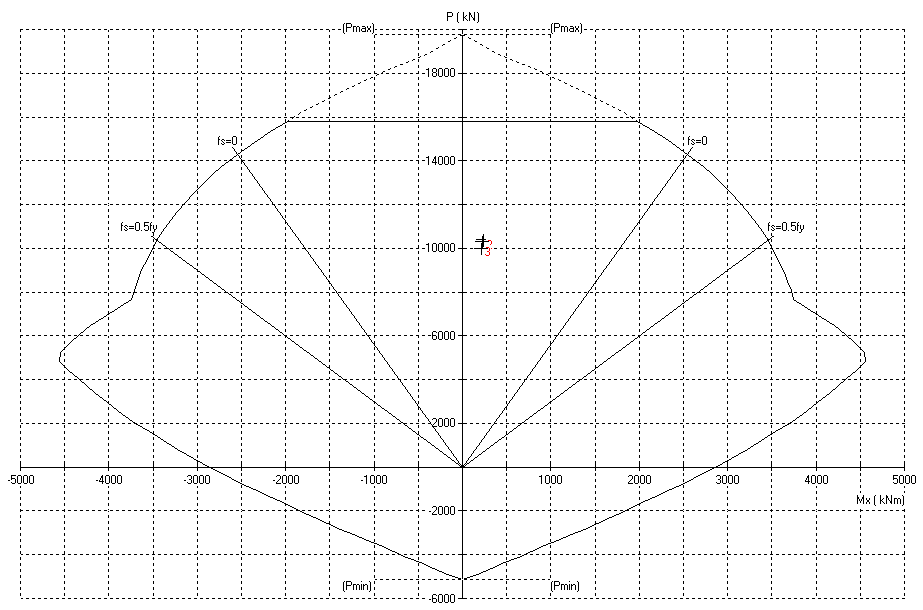 P ( kN)
(Pmax) (Pmax)
18000
fs=0 fs=0
14000
fs=0.5fy fs=0.5fy
10000
3
6000
2000
-5000 -4000 -3000 -2000 -1000 1000 2000 3000 4000 5000
Mx ( kNm)
-2000
(Pmin) (Pmin)
-6000